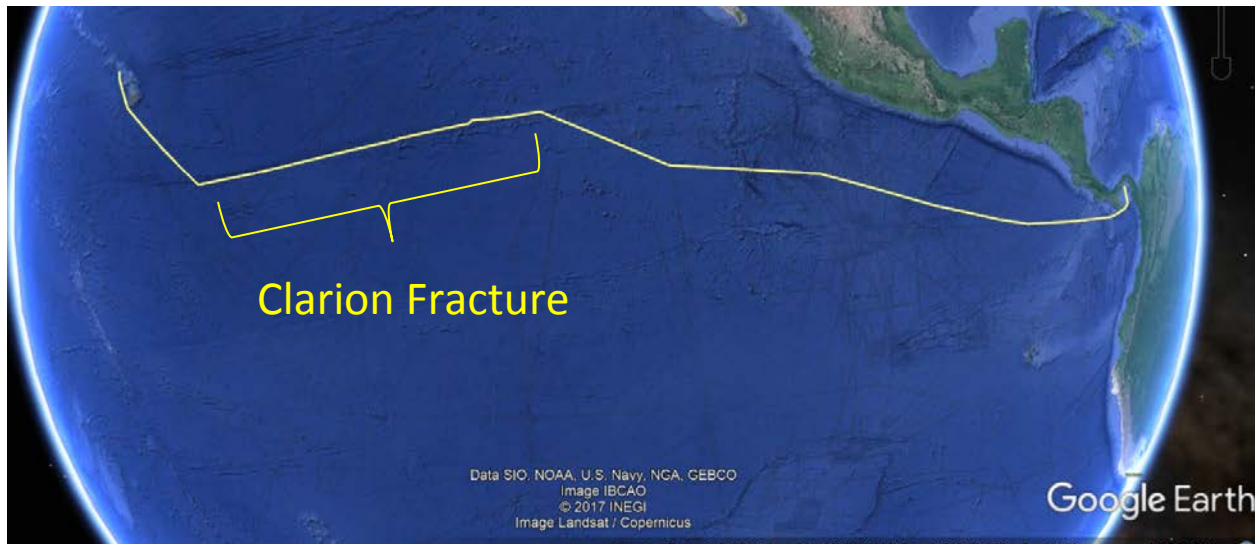 Clarion Fracture
Data SIO, NOAA, U.S. Navy, NGA, GEBCO
Image IBCAO
© 2017 INEGI
Image Landsat / Copernicus
Google Earth